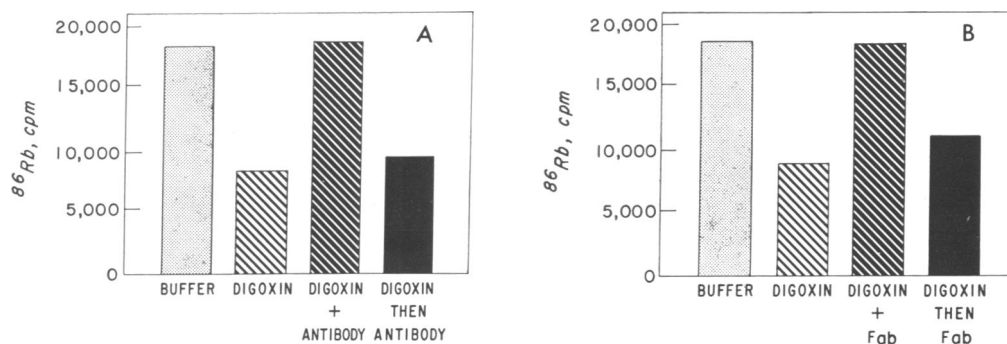 A
20,000
15,000
10,000
5,000
0
86Rb, cpm
BUFFER DIGOXIN DIGOXIN DIGOXIN
+ THEN
ANTIBODY ANTIBODY
B
20,000
15,000
10,000
5,000
0
86Rb, cpm
BUFFER DIGOXIN DIGOXIN DIGOXIN
+ THEN
Fab Fab